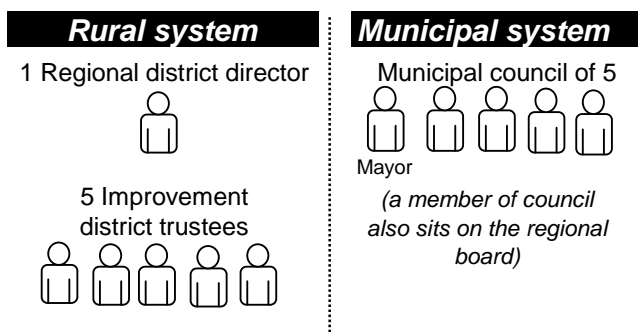 Rural system
1 Regional district director
5 Improvement
district trustees
Municipal system
Municipal council of 5
Mayor
(a member of council
also sits on the regional
board)